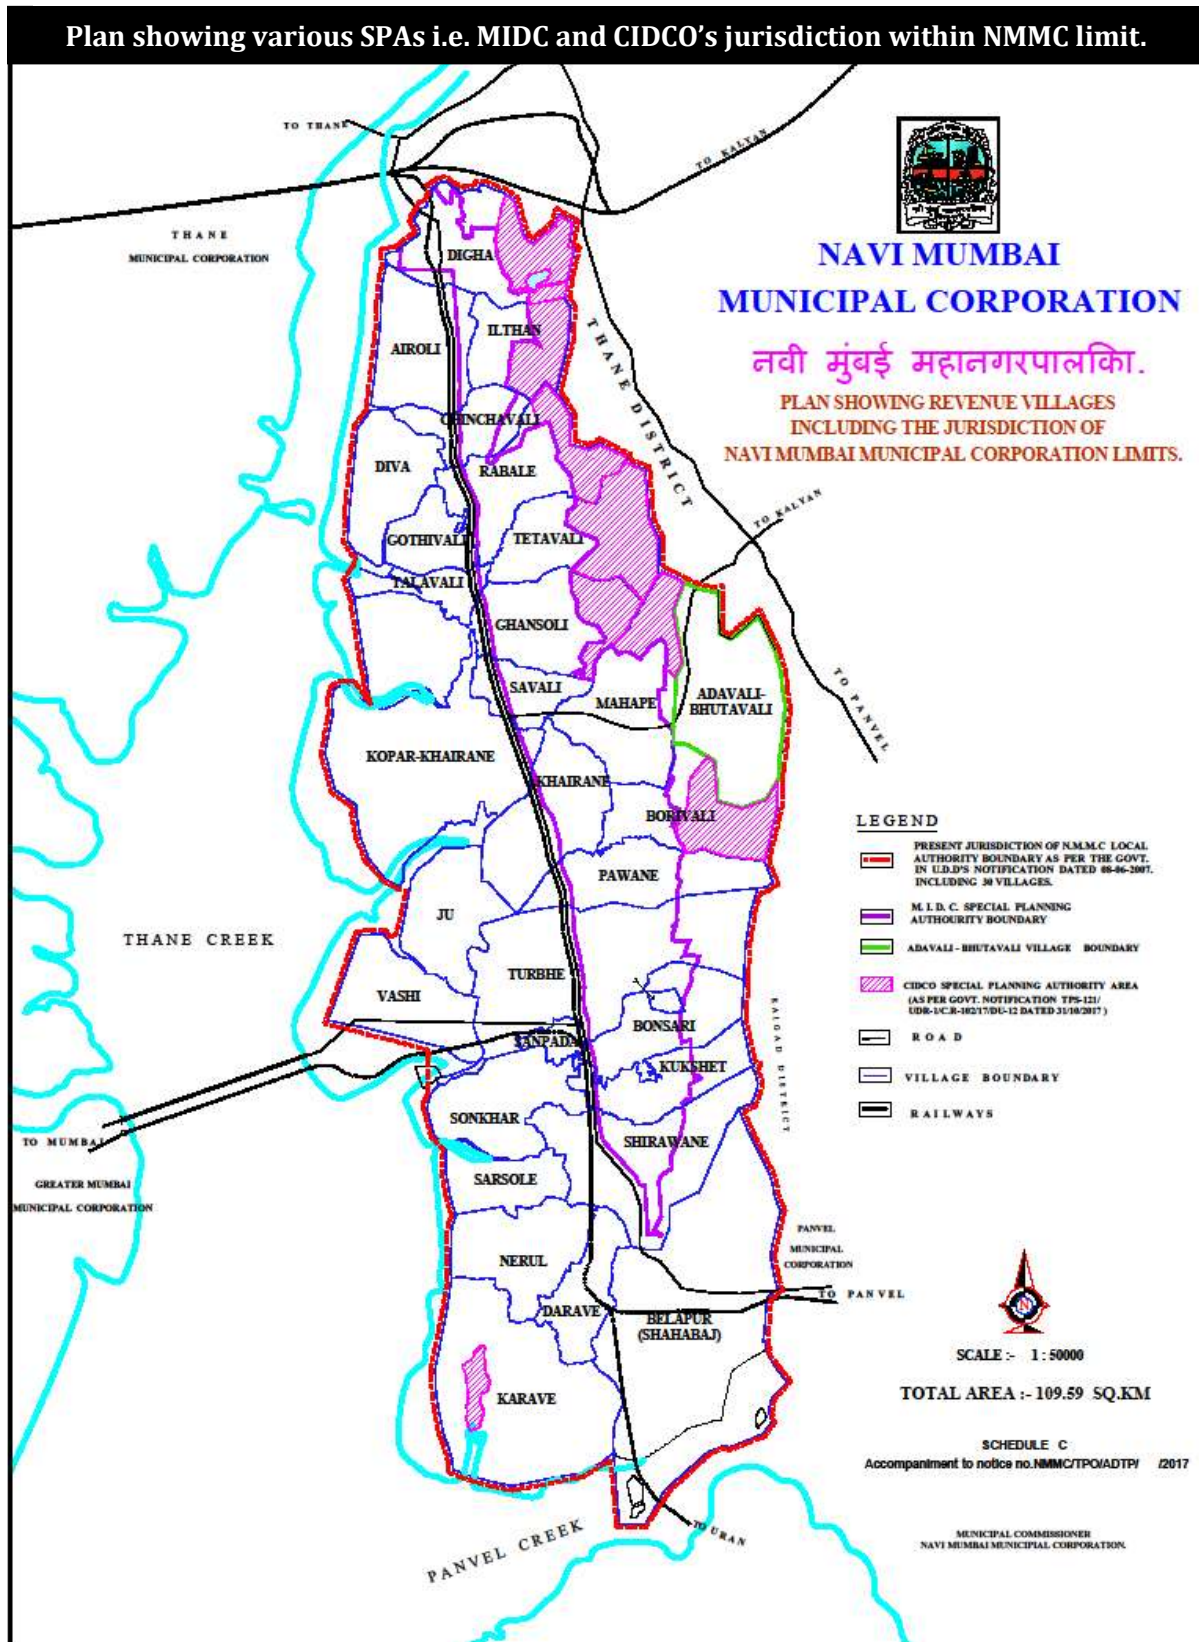 Plan showing various SPAs i.e. MIDC and CIDCO's jurisdiction within NMMC limit.
TO THANE
TO KALYAN
THANE
MUNICIPAL CORPORATION
NAVI MUMBAI
MUNICIPAL CORPORATION
नवी मुंबई महानगरपालकिा.
PLAN SHOWING REVENUE VILLAGES
INCLUDING THE JURISDICTION OF
NAVI MUMBAI MUNICIPAL CORPORATION LIMITS.
DIGHA
ILTHAN
AIROLI
THANE DISTRICT
CHINCHAVALI
DIVA
RABALE
TO KALYAN
GOTHIVALI
TETAVALI
TALAVALI
GHANSOLI
SAVALI
MAHAPE
ADAVALI-
BHUTAVALI
TO PANVEL
KOPAR-KHAIRANE
KHAIRANE
BORIVALI
PAWANE
JU
THANE CREEK
TURBHE
VASHI
BONSARI
SANPADA
KUKSHET
RAIGAD DISTRICT
SONKHAR
SHIRAWANE
SARSOLE
TO MUMBAI
GREATER MUMBAI
MUNICIPAL CORPORATION
NERUL
PANVEL
MUNICIPAL
CORPORATION
TO PANVEL
DARAVE
BELAPUR
(SHAHABAJ)
KARAVE
TO URAN
PANVEL CREEK
LEGEND
PRESENT JURISDICTION OF N.M.M.C LOCAL
AUTHORITY BOUNDARY AS PER THE GOVT.
IN U.D.D'S NOTIFICATION DATED 08-06-2007.
INCLUDING 30 VILLAGES.
M. I. D. C. SPECIAL PLANNING
AUTHOURITY BOUNDARY
ADAVALI - BHUTAVALI VILLAGE BOUNDARY
CIDCO SPECIAL PLANNING AUTHORITY AREA
(AS PER GOVT. NOTIFICATION TPS-121/
UDR-1/C.R-102/17/DU-12 DATED 31/10/2017 )
ROAD
VILLAGE BOUNDARY
RAILWAYS
N
SCALE :- 1 : 50000
TOTAL AREA :- 109.59 SQ.KM
SCHEDULE C
Accompaniment to notice no.NMMC/TPO/ADTP/ /2017
MUNICIPAL COMMISSIONER
NAVI MUMBAI MUNICIPIAL CORPORATION.